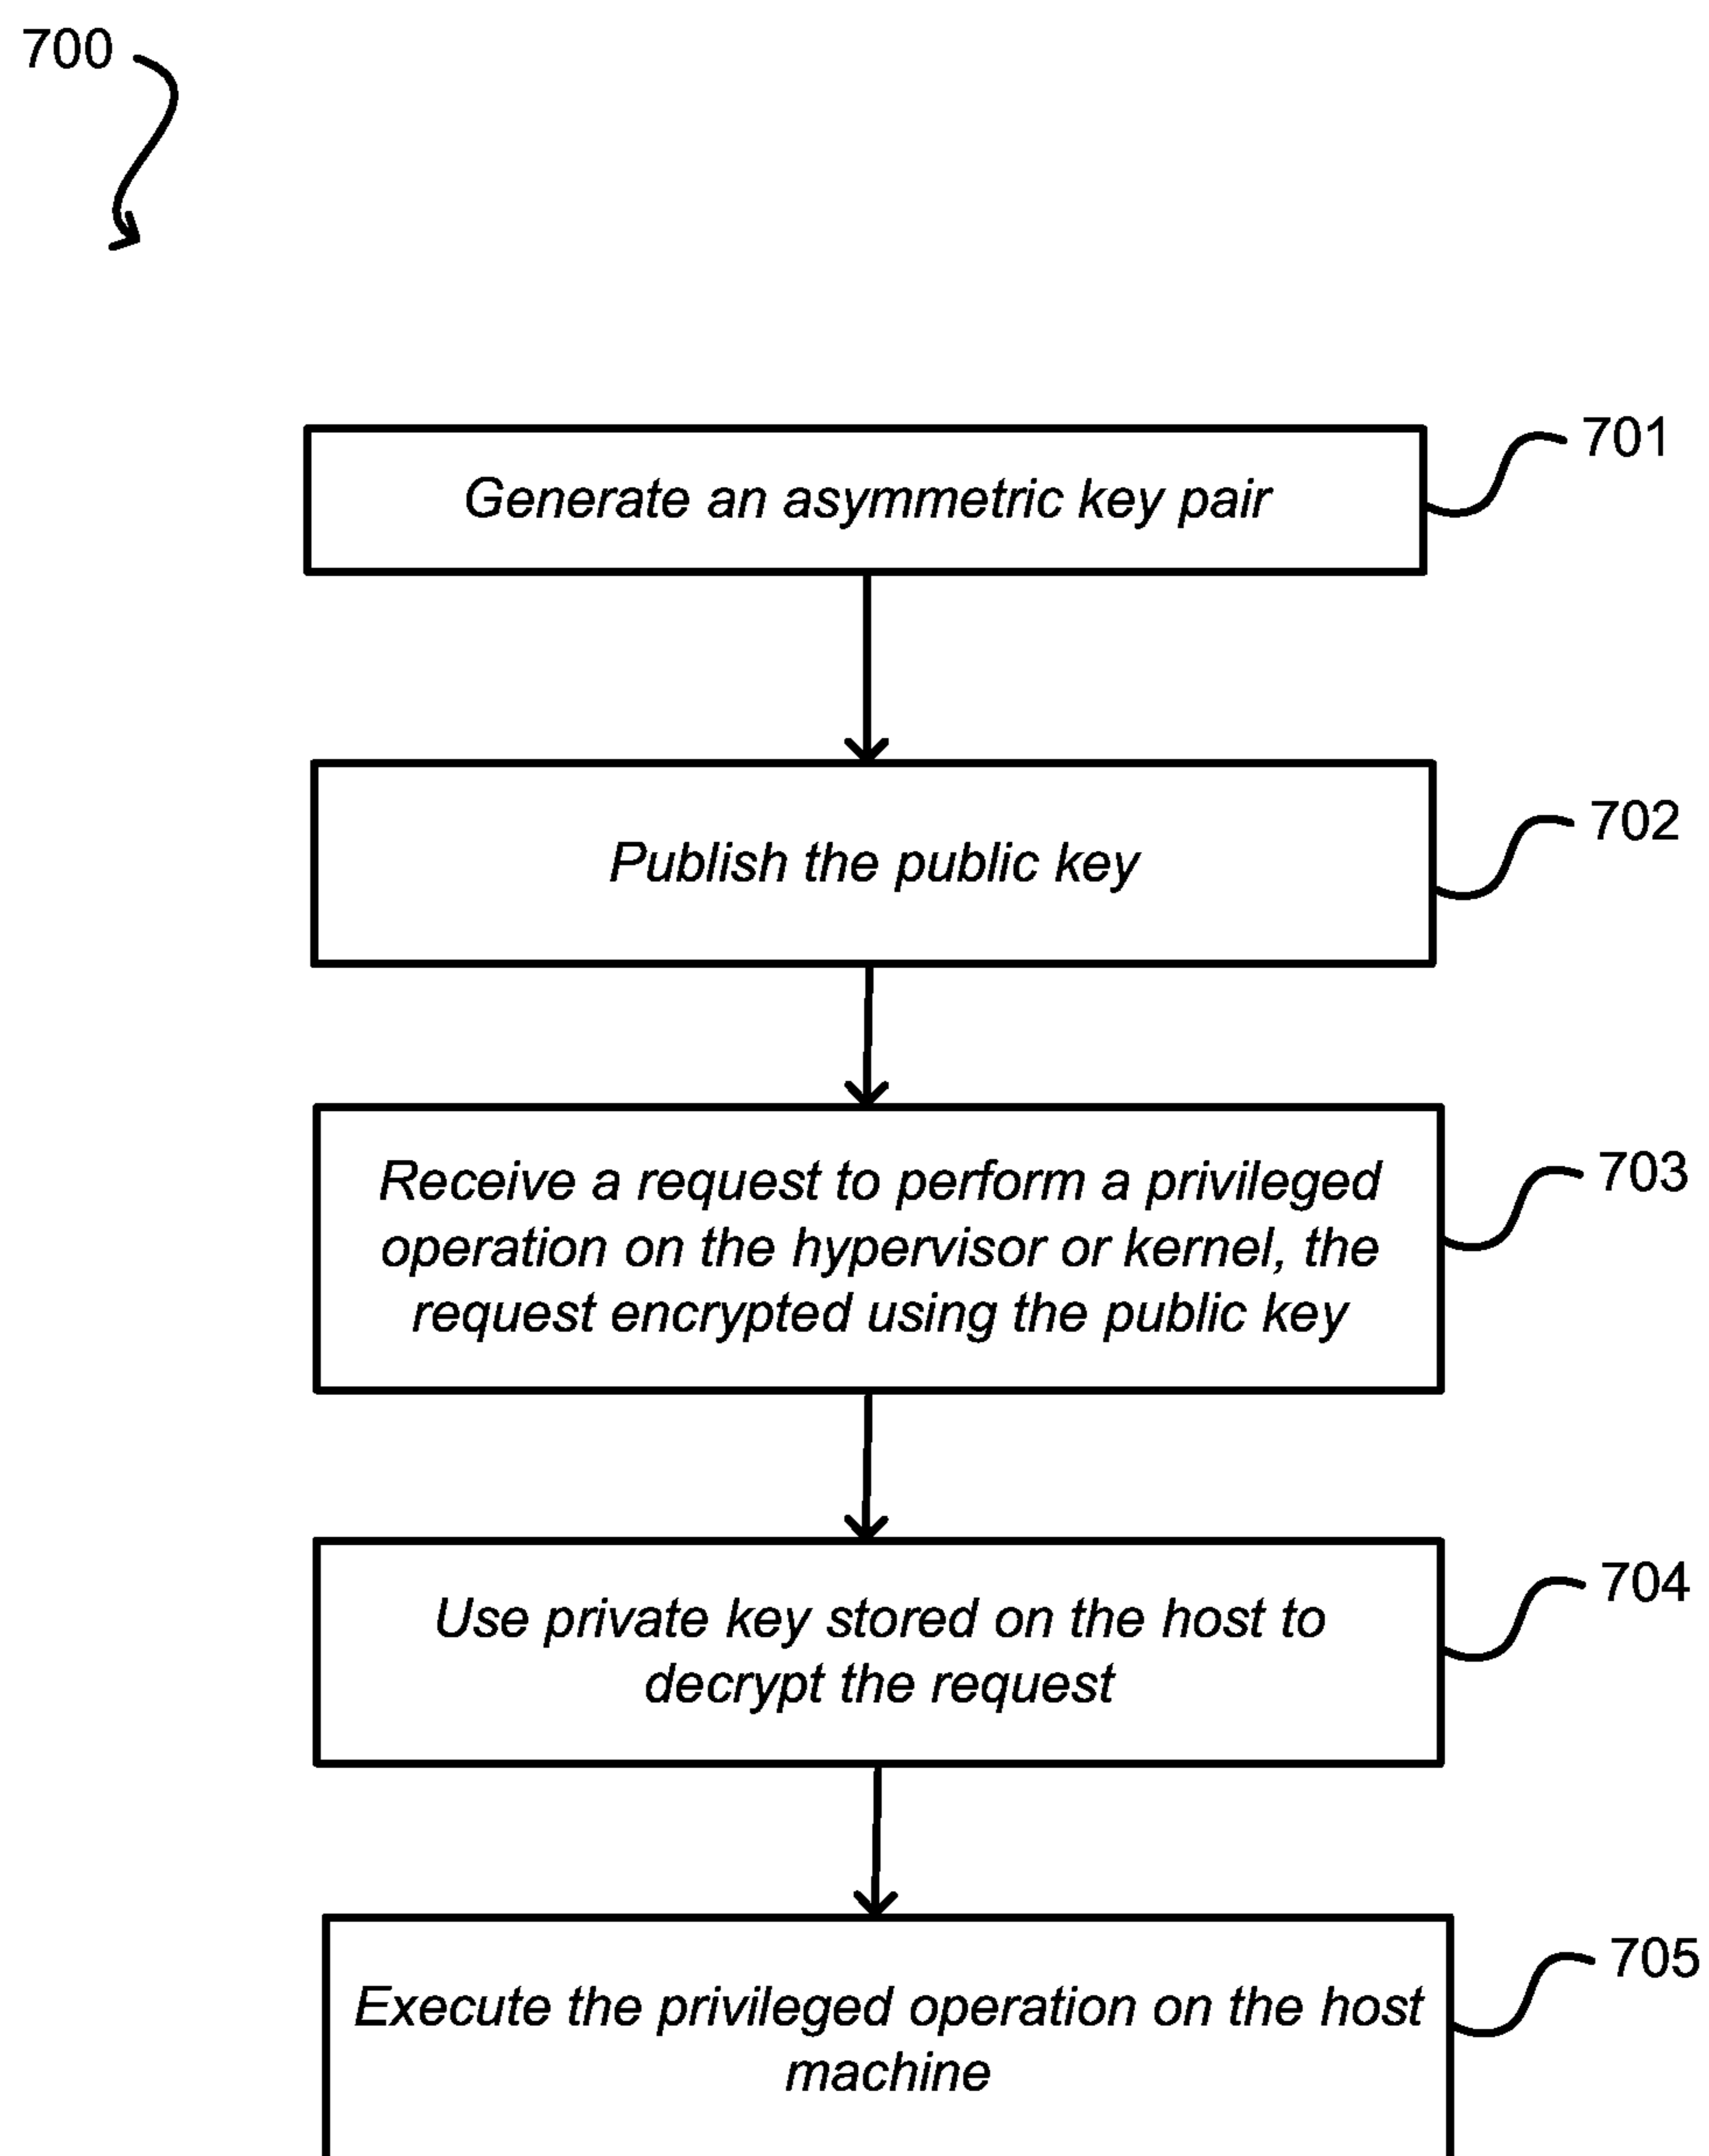 700
701
Generate an asymmetric key pair
702
Publish the public key
703
Receive a request to perform a privileged
operation on the hypervisor or kernel, the
request encrypted using the public key
704
Use private key stored on the host to
decrypt the request
705
Execute the privileged operation on the host
machine